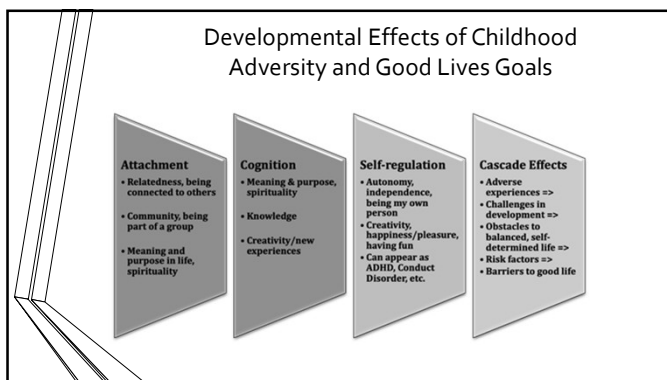 Developmental Effects of Childhood
Adversity and Good Lives Goals
Attachment
• Relatedness, being
connected to others
• Community, being
part of a group
• Meaning and
purpose in life,
spirituality
Cognition
• Meaning & purpose,
spirituality
• Knowledge
• Creativity/new
experiences
Self-regulation
• Autonomy,
independence,
being my own
person
• Creativity,
happiness/pleasure,
having fun
• Can appear as
ADHD, Conduct
Disorder, etc.
Cascade Effects
• Adverse
experiences =>
• Challenges in
development =>
• Obstacles to
balanced, self-
determined life =>
• Risk factors =>
• Barriers to good life